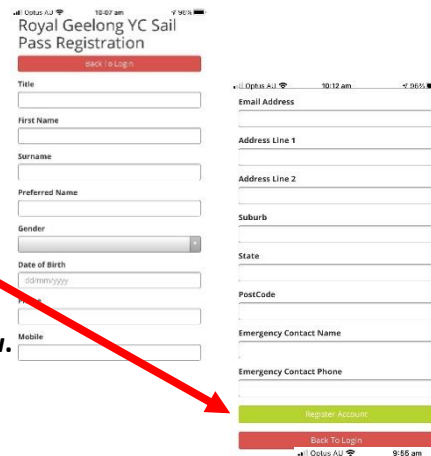 Optus AU 10:07 am 96%
Royal Geelong YC Sail
Pass Registration
Back To Login
Title
First Name
Surname
Preferred Name
Gender
Date of Birth
dd/mm/yyyy
Mobile
Optus AU 10:12 am 96%
Email Address
Address Line 1
Address Line 2
Suburb
State
PostCode
Emergency Contact Name
Emergency Contact Phone
Register Account
Back To Login
Optus AU 9:56 am